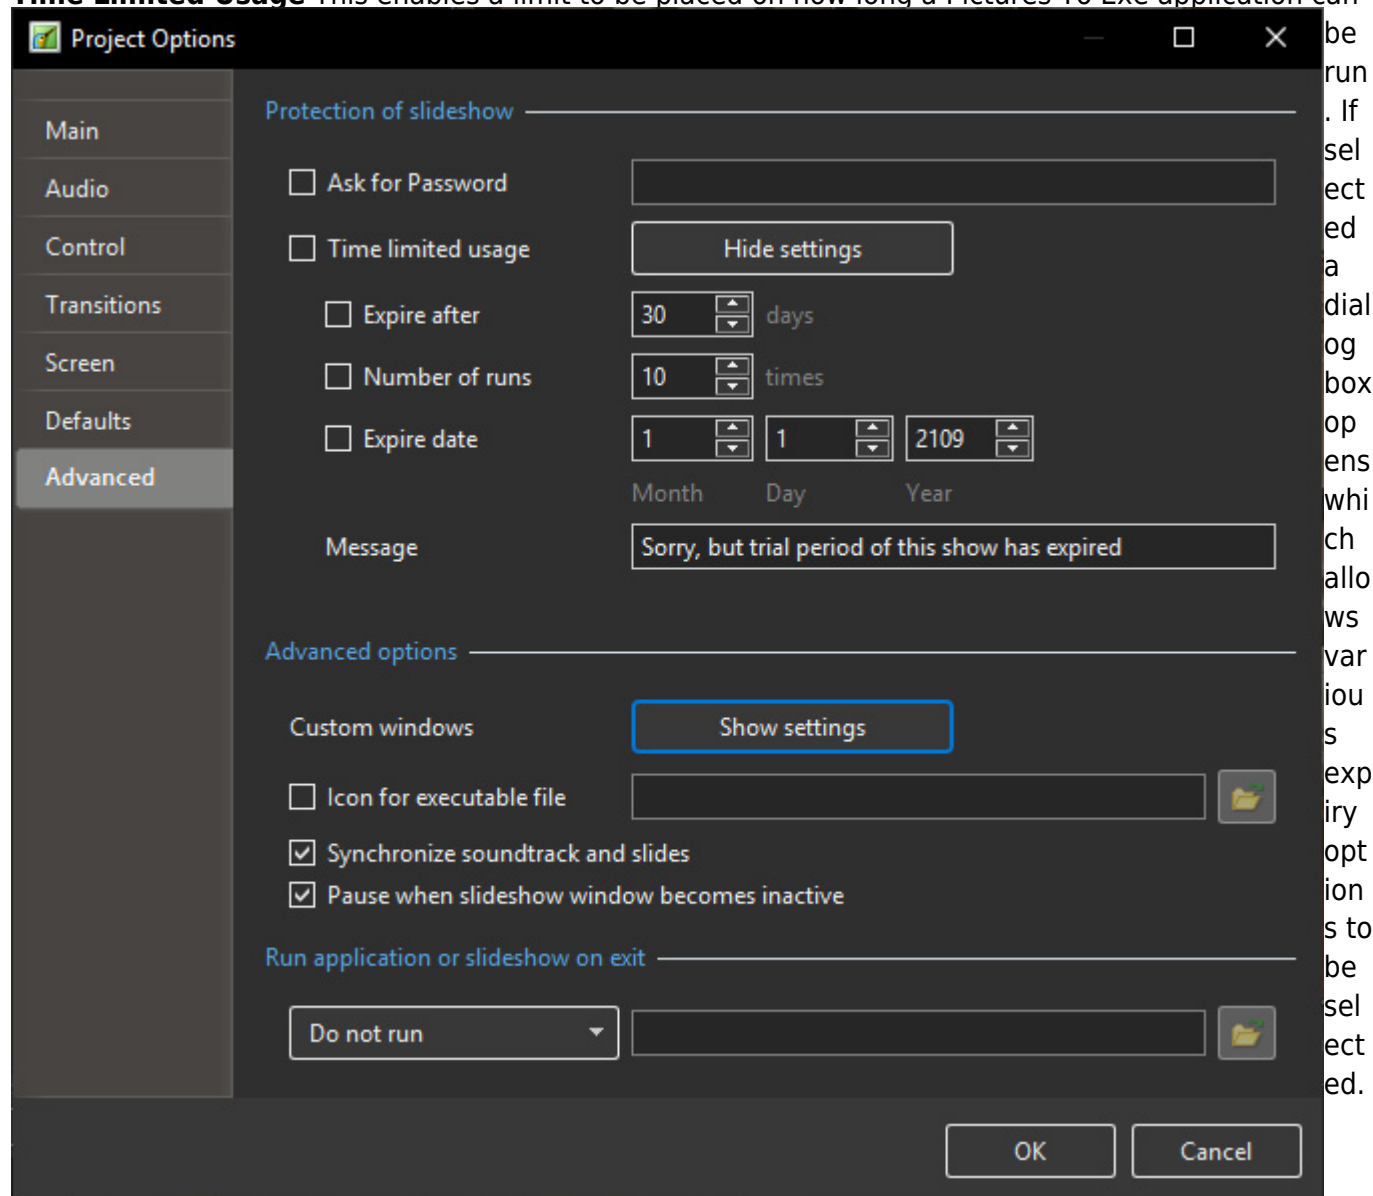 Time Limited Usage This enables a limit to be placed on how long a Pictures To Exe application can
be
run
. If
sel
ect
ed
a
dial
og
box
op
ens
whi
ch
allo
ws
var
iou
s
exp
iry
opt
ion
s to
be
sel
ect
ed.
Project Options
Main
Audio
Control
Transitions
Screen
Defaults
Advanced
Protection of slideshow
Ask for Password
Time limited usage Hide settings
Expire after 30 days
Number of runs 10 times
Expire date 1 1 2109
Month Day Year
Message Sorry, but trial period of this show has expired
Advanced options
Custom windows Show settings
Icon for executable file
Synchronize soundtrack and slides
Pause when slideshow window becomes inactive
Run application or slideshow on exit
Do not run
OK Cancel